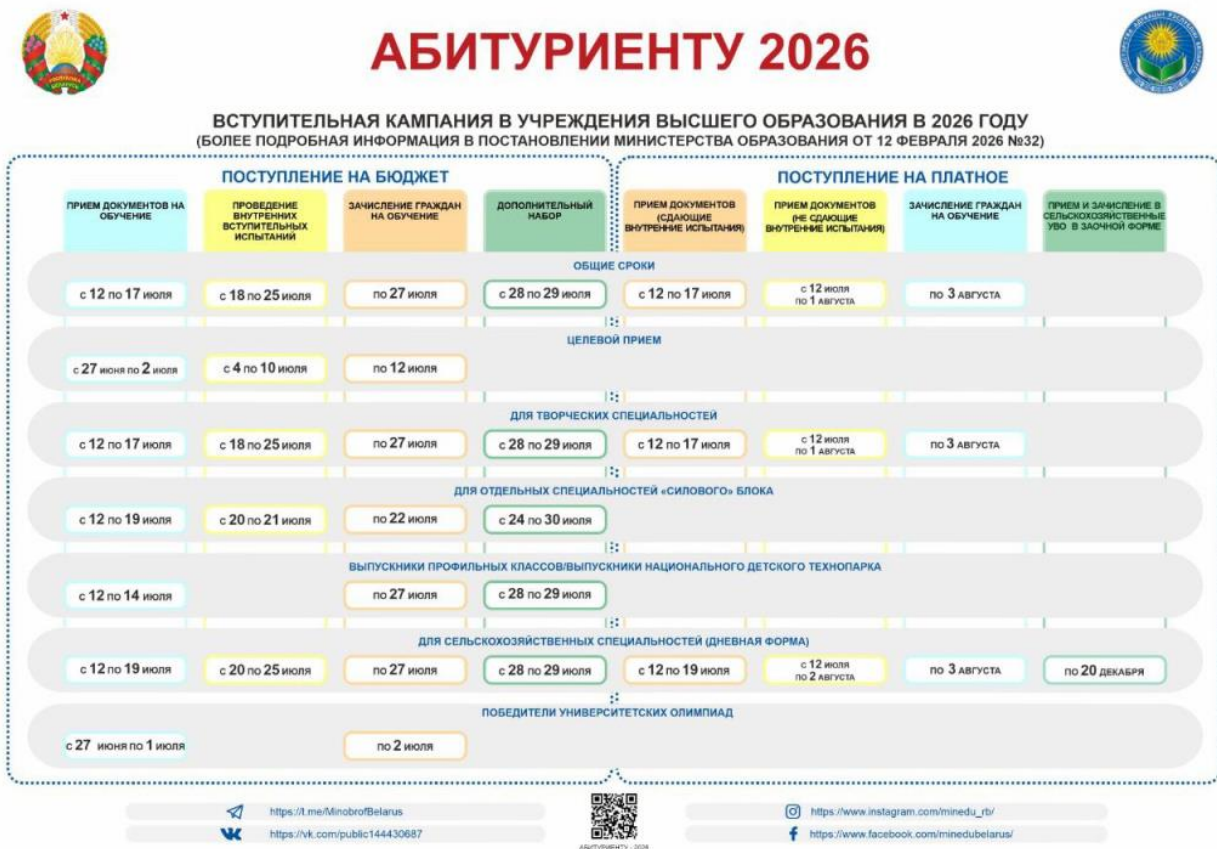 АБИТУРИЕНТУ 2026
ВСТУПИТЕЛЬНАЯ КАМПАНИЯ В УЧРЕЖДЕНИЯ ВЫСШЕГО ОБРАЗОВАНИЯ В 2026 ГОДУ
(БОЛЕЕ ПОДРОБНАЯ ИНФОРМАЦИЯ В ПОСТАНОВЛЕНИИ МИНИСТЕРСТВА ОБРАЗОВАНИЯ ОТ 12 ФЕВРАЛЯ 2026 №32)
ПОСТУПЛЕНИЕ НА БЮДЖЕТ
ПРИЕМ ДОКУМЕНТОВ НА
ОБУЧЕНИЕ
ПРОВЕДЕНИЕ
ВНУТРЕННИХ
ВСТУПИТЕЛЬНЫХ
ИСПЫТАНИЙ
ЗАЧИСЛЕНИЕ ГРАЖДАН
НА ОБУЧЕНИЕ
ДОПОЛНИТЕЛЬНЫЙ
НАБОР
ПОСТУПЛЕНИЕ НА ПЛАТНОЕ
ПРИЕМ ДОКУМЕНТОВ
(СДАЮЩИЕ
ВНУТРЕННИЕ ИСПЫТАНИЯ)
ПРИЕМ ДОКУМЕНТОВ
(НЕ СДАЮЩИЕ
ВНУТРЕННИЕ ИСПЫТАНИЯ)
ЗАЧИСЛЕНИЕ ГРАЖДАН
НА ОБУЧЕНИЕ
ПРИЕМ И ЗАЧИСЛЕНИЕ В
СЕЛЬСКОХОЗЯЙСТВЕННЫЕ
УВО В ЗАОЧНОЙ ФОРМЕ
ОБЩИЕ СРОКИ
с 12 по 17 июля
с 18 по 25 июля
по 27 июля
с 28 по 29 июля
с 12 по 17 июля
с 12 июля
по 1 августа
по 3 августа
ЦЕЛЕВОЙ ПРИЕМ
с 27 июня по 2 июля
с 4 по 10 июля
по 12 июля
ДЛЯ ТВОРЧЕСКИХ СПЕЦИАЛЬНОСТЕЙ
с 12 по 17 июля
с 18 по 25 июля
по 27 июля
с 28 по 29 июля
с 12 по 17 июля
с 12 июля
по 1 августа
по 3 августа
ДЛЯ ОТДЕЛЬНЫХ СПЕЦИАЛЬНОСТЕЙ «СИЛОВОГО» БЛОКА
с 12 по 19 июля
с 20 по 21 июля
по 22 июля
с 24 по 30 июля
ВЫПУСКНИКИ ПРОФИЛЬНЫХ КЛАССОВ/ВЫПУСКНИКИ НАЦИОНАЛЬНОГО ДЕТСКОГО ТЕХНОПАРКА
с 12 по 14 июля
по 27 июля
с 28 по 29 июля
ДЛЯ СЕЛЬСКОХОЗЯЙСТВЕННЫХ СПЕЦИАЛЬНОСТЕЙ (ДНЕВНАЯ ФОРМА)
с 12 по 19 июля
с 20 по 25 июля
по 27 июля
с 28 по 29 июля
с 12 по 19 июля
с 12 июля
по 2 августа
по 3 августа
по 20 декабря
ПОБЕДИТЕЛИ УНИВЕРСИТЕТСКИХ ОЛИМПИАД
с 27 июня по 1 июля
по 2 июля
https://t.me/MinobrofBelarus
https://vk.com/public144430687
АБИТУРИЕНТУ - 2026
https://www.instagram.com/minedu_rb/
https://www.facebook.com/minedubelarus/